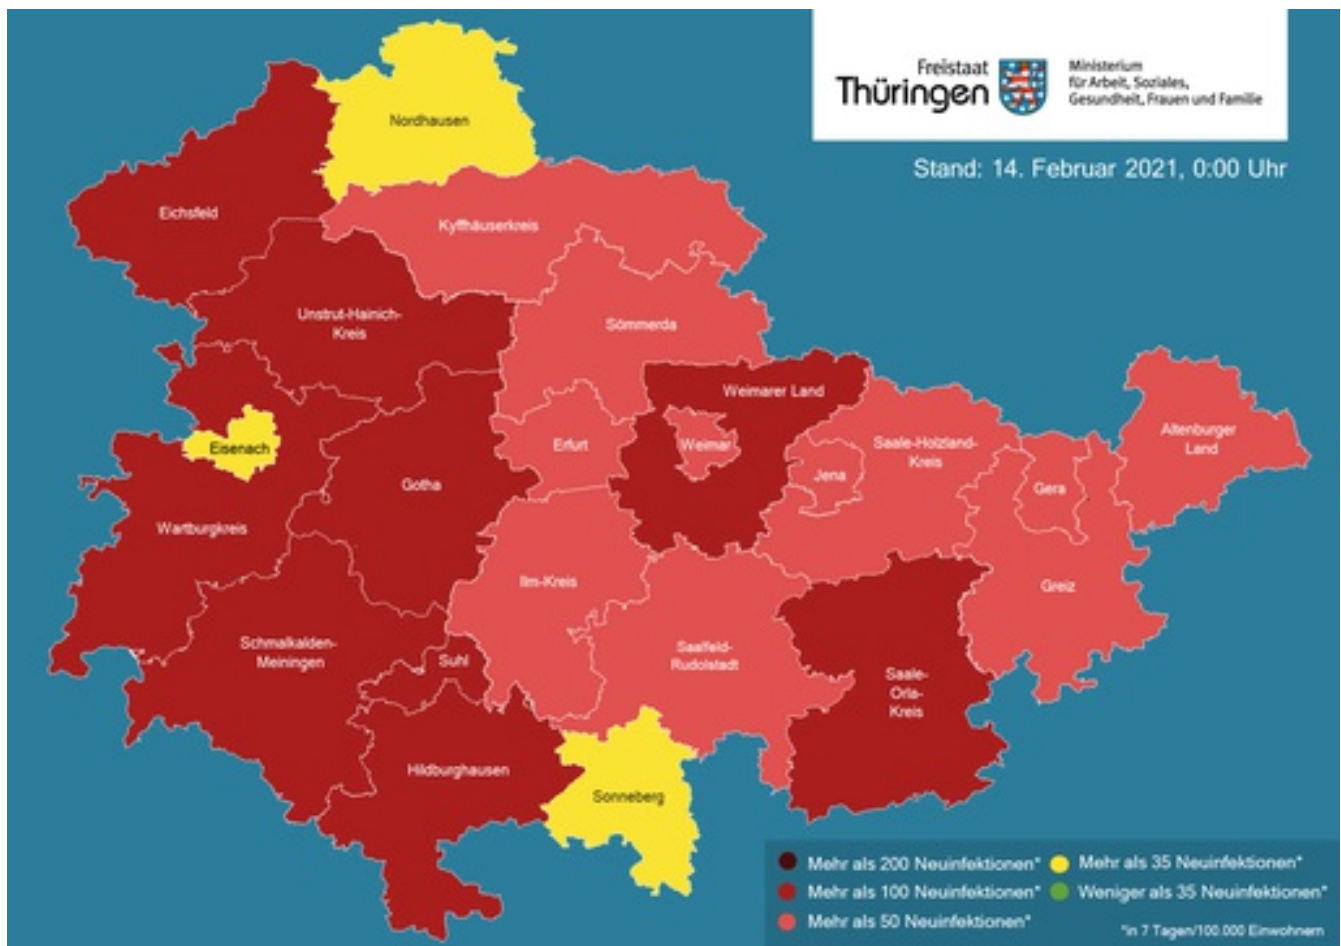 Freistaat
Thüringen
Ministerium
für Arbeit, Soziales,
Gesundheit, Frauen und Familie
Stand: 14. Februar 2021, 0:00 Uhr
Nordhausen
Eichsfeld
Kyffhäuserkreis
Unstrut-Hainich-
Kreis
Sömmerda
Weimarer Land
Eisenach
Erfurt
Weimar
Saale-Holzland-
Kreis
Jena
Altenburger
Land
Gotha
Gera
Wartburgkreis
Ilm-Kreis
Greiz
Schmalkalden-
Meiningen
Suhl
Saalfeld-
Rudolstadt
Saale-
Orla-
Kreis
Hildburghausen
Sonneberg
Mehr als 200 Neuinfektionen*
Mehr als 100 Neuinfektionen*
Mehr als 50 Neuinfektionen*
Mehr als 35 Neuinfektionen*
Weniger als 35 Neuinfektionen*
*in 7 Tagen/100.000 Einwohnern